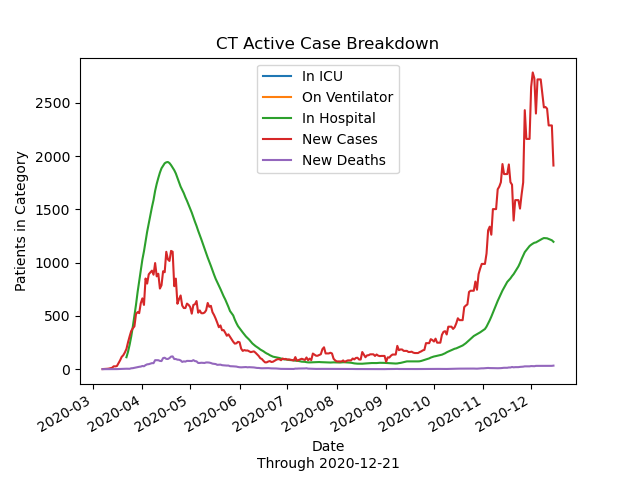 CT Active Case Breakdown
In ICU
On Ventilator
In Hospital
New Cases
New Deaths
Patients in Category
2500
2000
1500
1000
500
0
2020-03
2020-04
2020-05
2020-06
2020-07
2020-08
2020-09
2020-10
2020-11
2020-12
Date
Through 2020-12-21